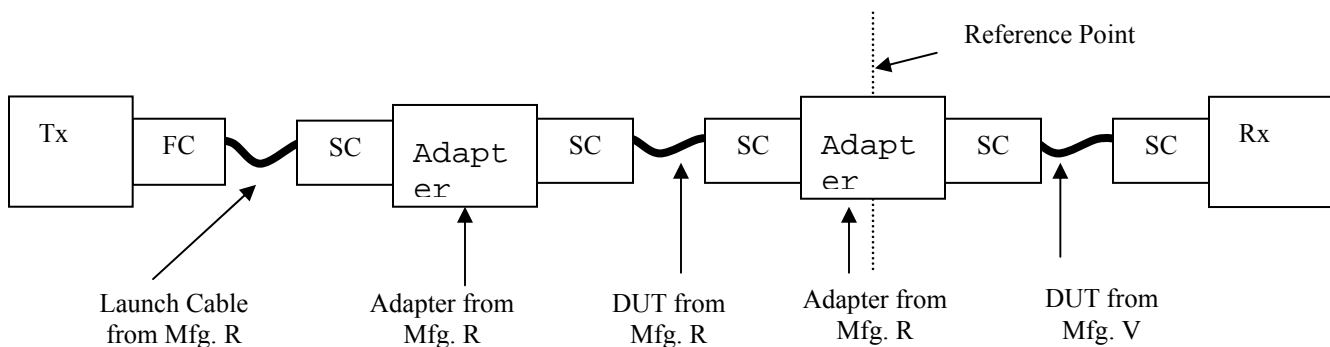 Reference Point
Tx
FC
SC
Adapt
er
SC
SC
Adapt
er
SC
SC
Rx
Launch Cable
from Mfg. R
Adapter from
Mfg. R
DUT from
Mfg. R
Adapter from
Mfg. R
DUT from
Mfg. V